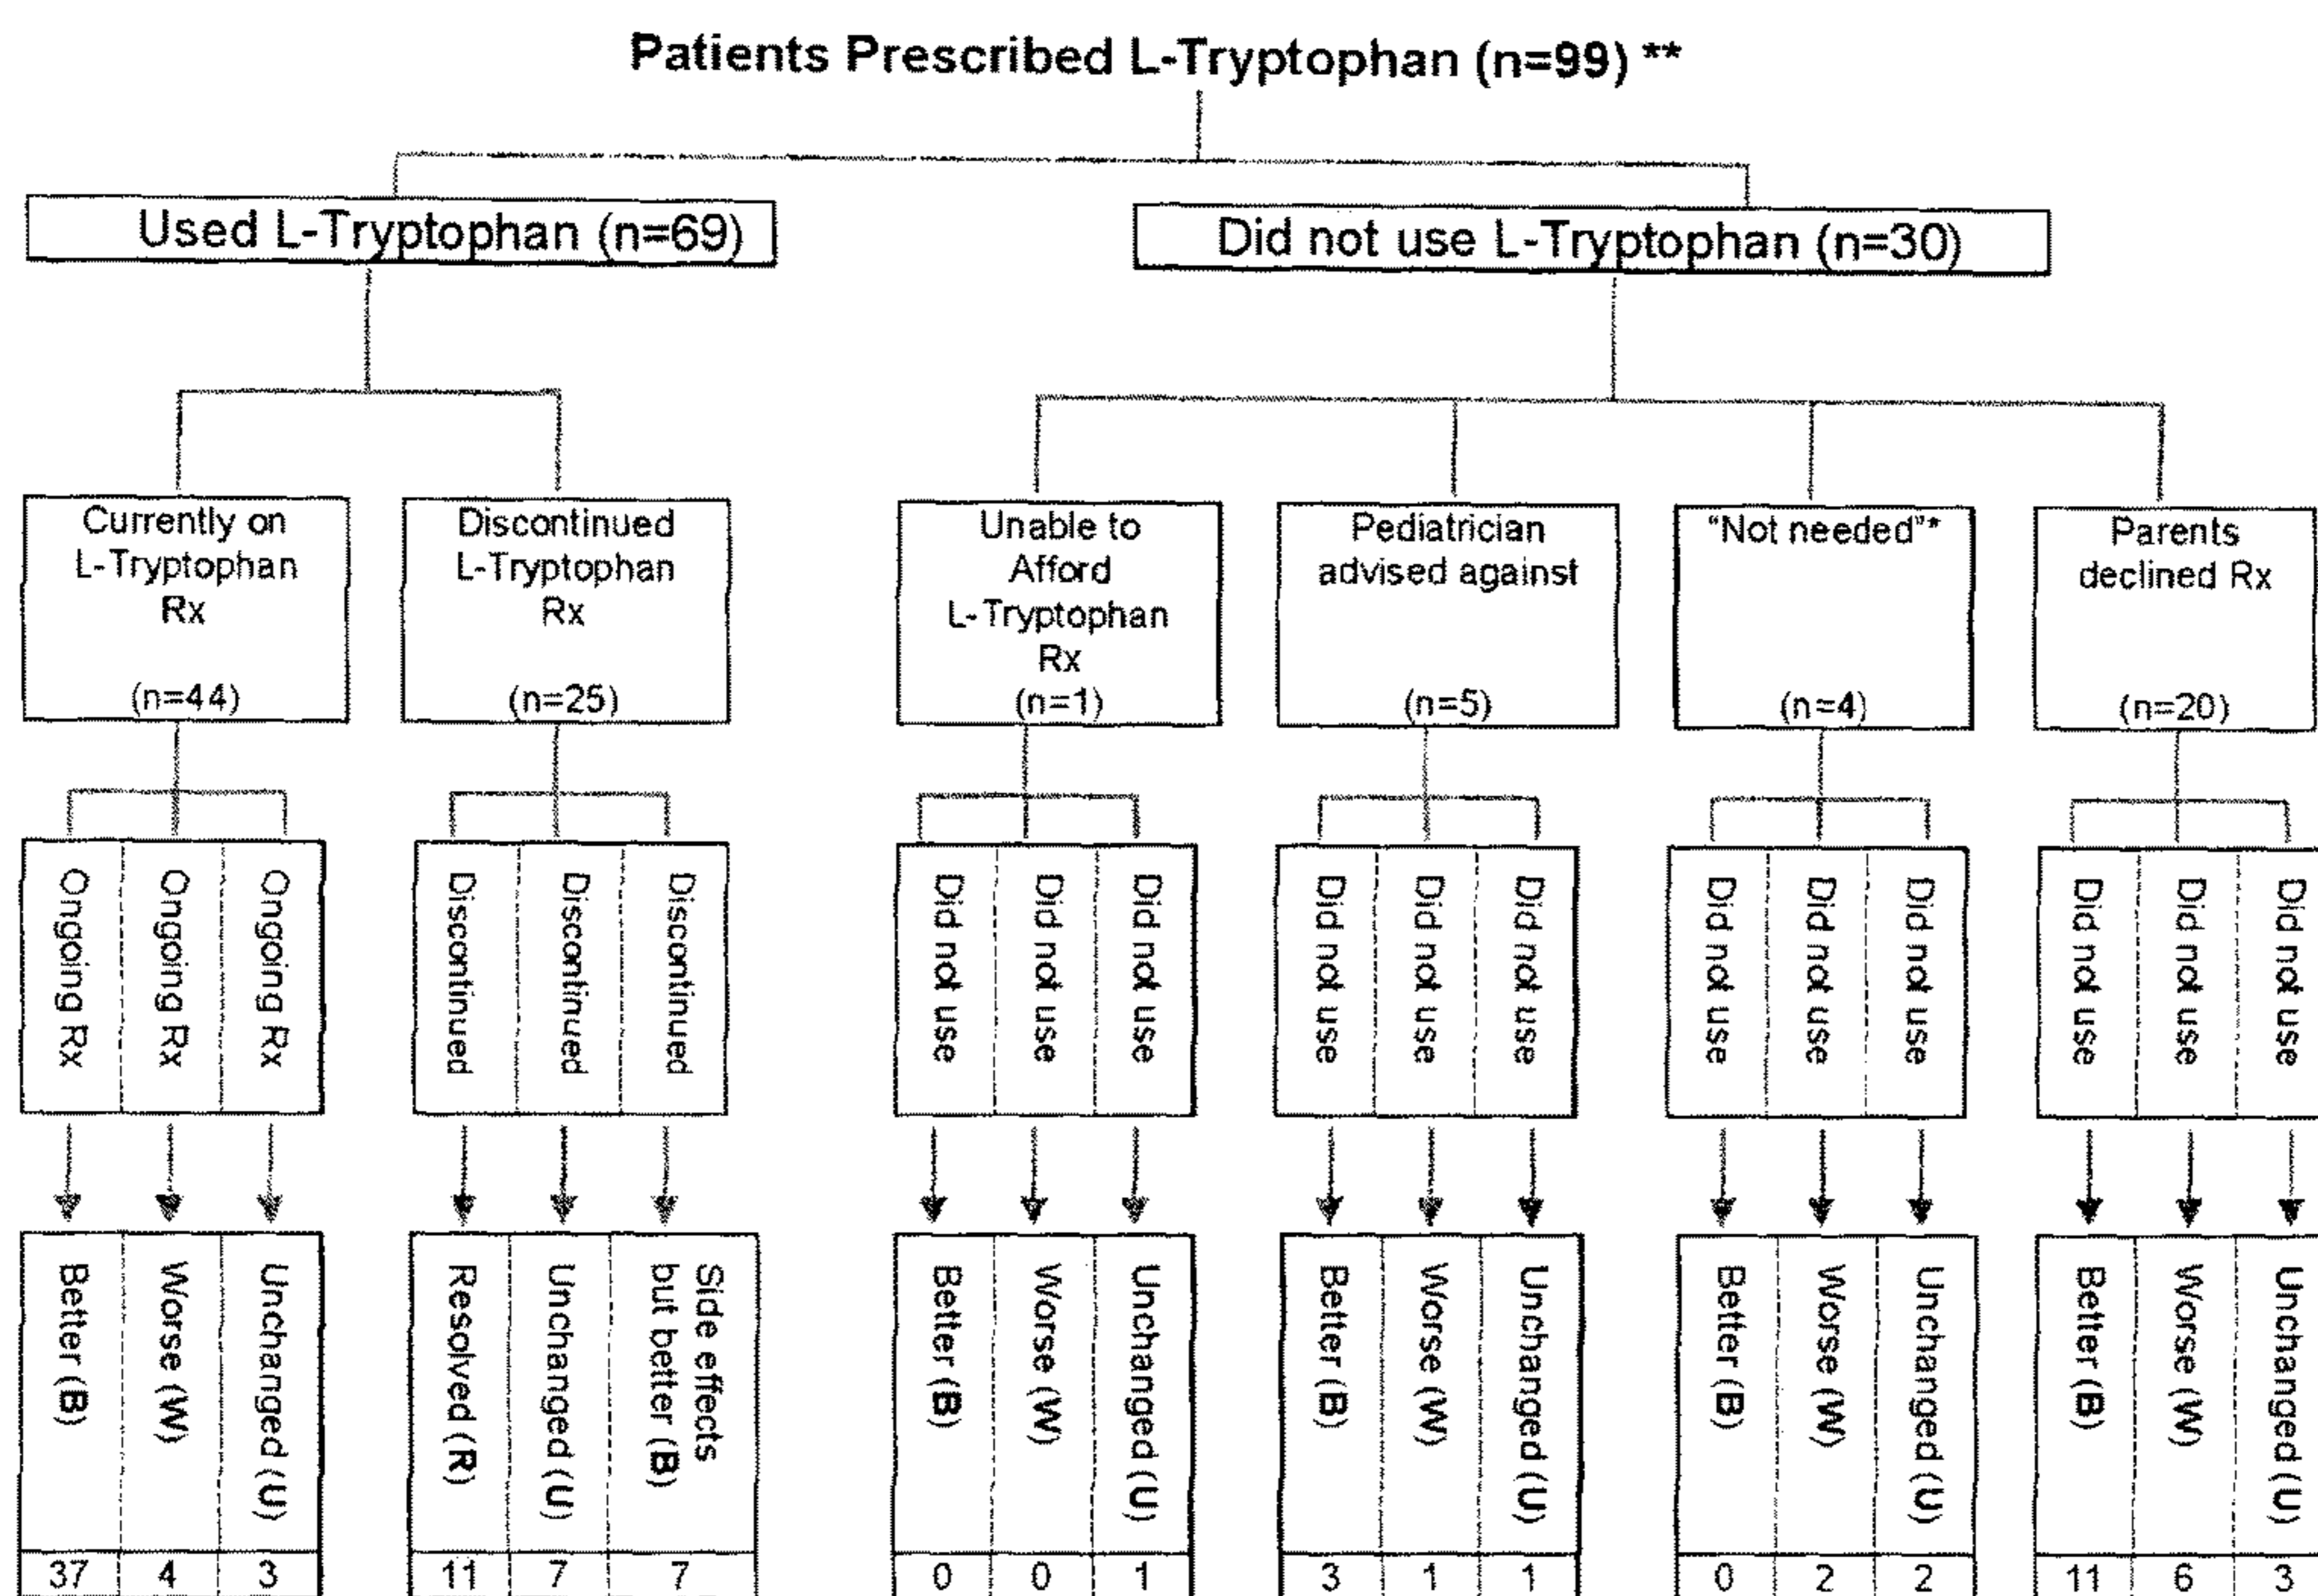 Patients Prescribed L-Tryptophan (n=99) **
Used L-Tryptophan (n=69)
Did not use L-Tryptophan (n=30)
Currently on
L-Tryptophan
Rx
(n=44)
Discontinued
L-Tryptophan
Rx
(n=25)
Unable to
Afford
L-Tryptophan
Rx
(n=1)
Pediatrician
advised against
(n=5)
"Not needed"*
(n=4)
Parents
declined Rx
(n=20)
Ongoing Rx
Ongoing Rx
Ongoing Rx
Discontinued
Discontinued
Discontinued
Did not use
Did not use
Did not use
Did not use
Did not use
Did not use
Did not use
Did not use
Did not use
Did not use
Did not use
Did not use
Better (B)
Worse (W)
Unchanged (U)
Resolved (R)
Unchanged (U)
Side effects
but better (B)
Better (B)
Worse (W)
Unchanged (U)
Better (B)
Worse (W)
Unchanged (U)
Better (B)
Worse (W)
Unchanged (U)
Better (B)
Worse (W)
Unchanged (U)
37 4 3
11 7 7
0 0 1
3 1 1
0 2 2
11 6 3